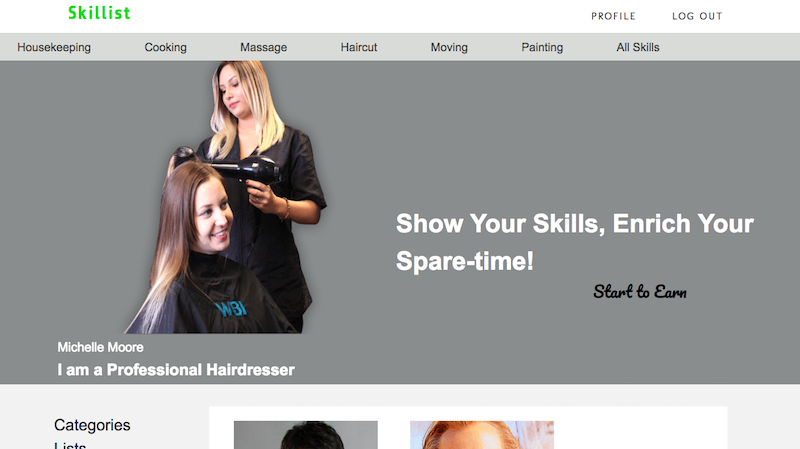 Skillist
PROFILE LOG OUT
Housekeeping Cooking Massage Haircut Moving Painting All Skills
Show Your Skills, Enrich Your
Spare-time!
Start to Earn
WBI
Michelle Moore
I am a Professional Hairdresser
Categories
Lists